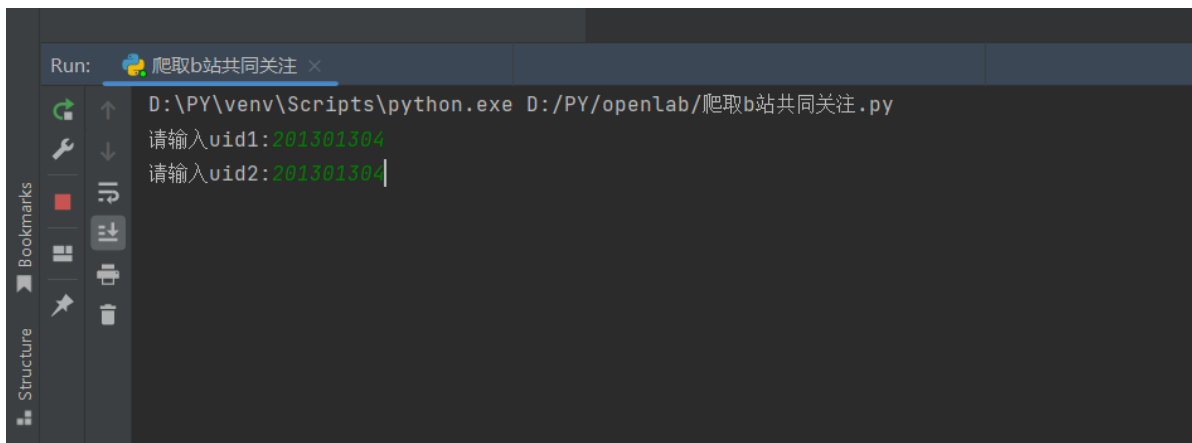 Run: 爬取b站共同关注
D:\PY\venv\Scripts\python.exe D:/PY/openlab/爬取b站共同关注.py
请输入uid1:201301304
请输入uid2:201301304
Bookmarks
Structure